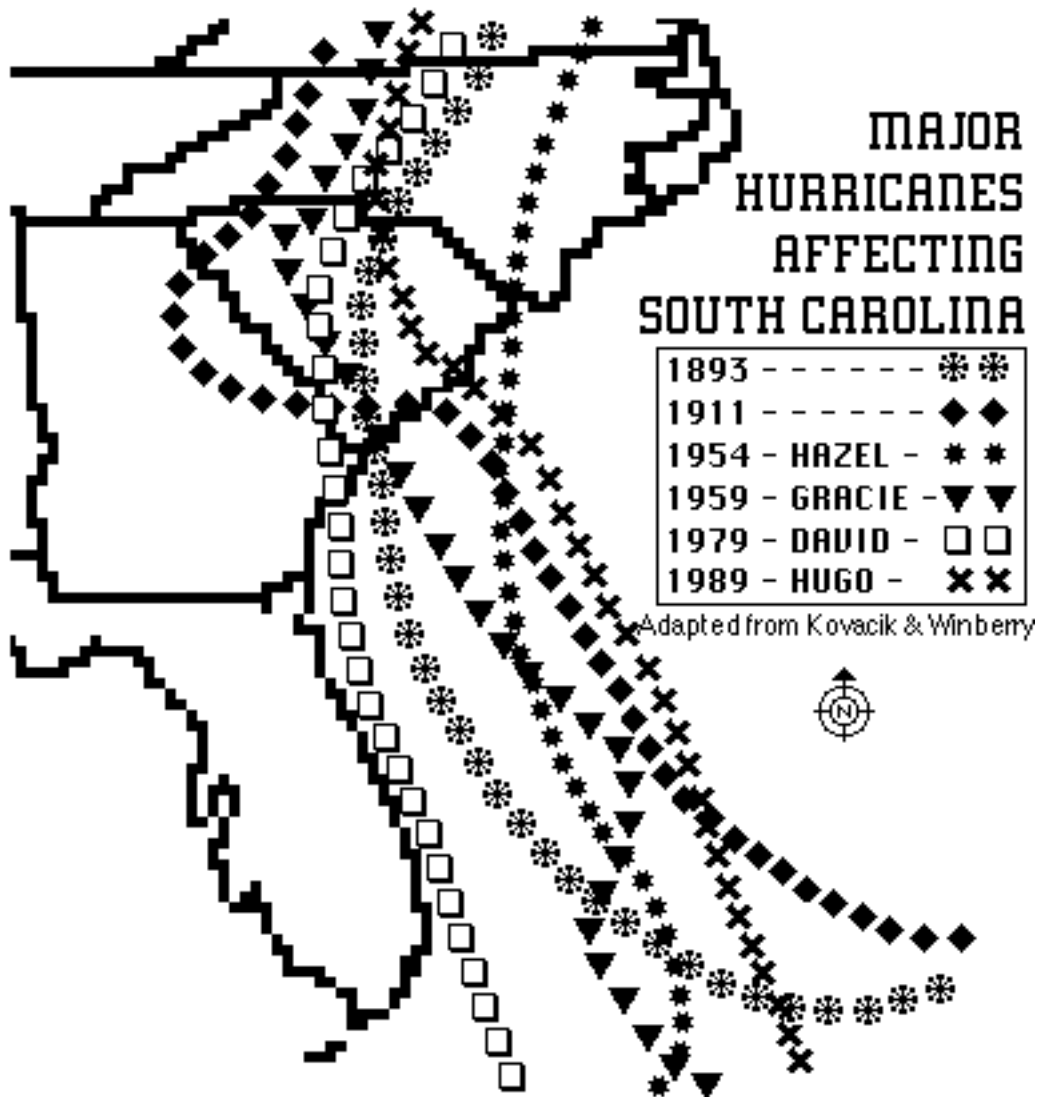 MAJOR
HURRICANES
AFFECTING
SOUTH CAROLINA
1893 - - - - - -
1911 - - - - - -
1954 - HAZEL -
1959 - GRACIE -
1979 - DAVID -
1989 - HUGO -
Adapted from Kovacik & Winberry
N